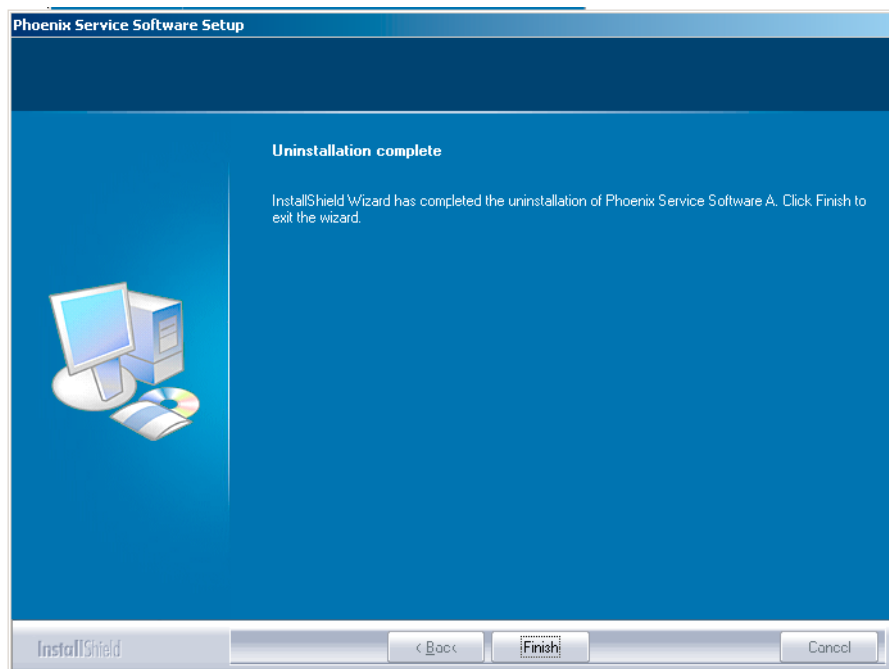 Phoenix Service Software Setup
Uninstallation complete
InstallShield Wizard has completed the uninstallation of Phoenix Service Software A. Click Finish to
exit the wizard.
InstallShield
< Back
Finish
Cancel